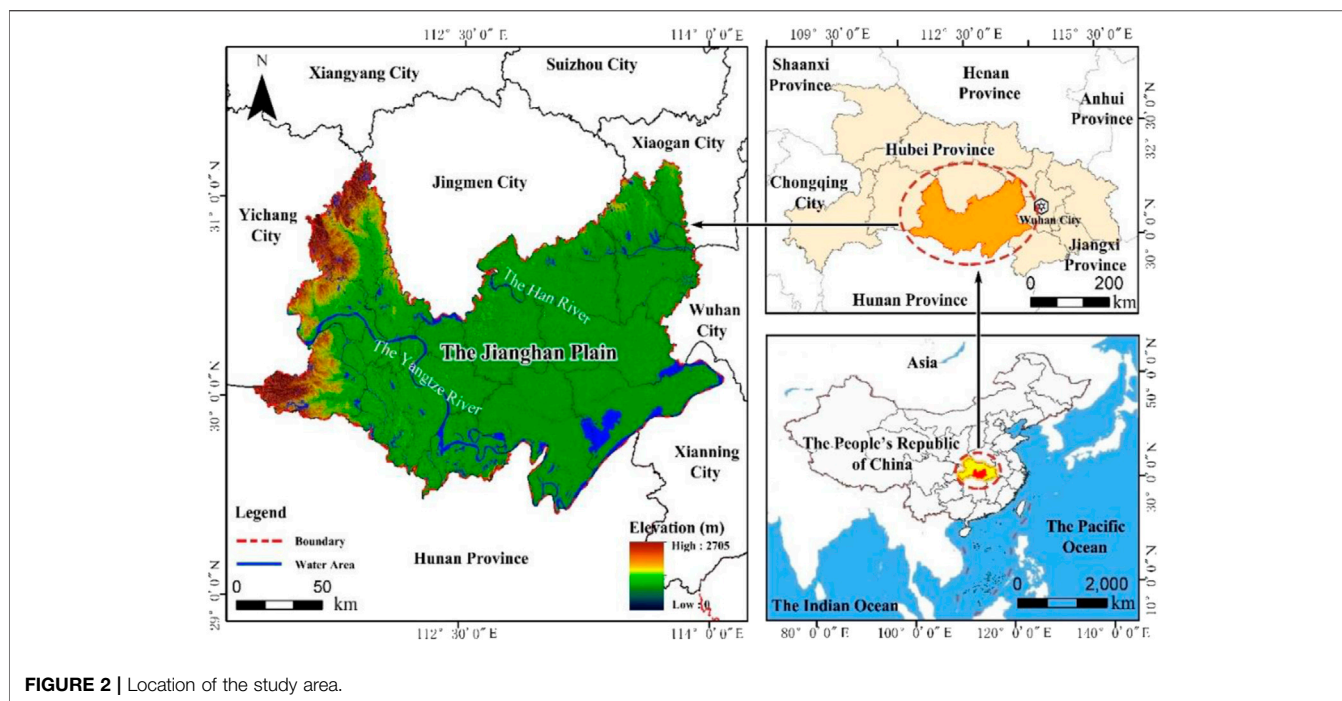 112° 30′0″E
114° 0′0″E
N
Xiangyang City
Suizhou City
Xiaogan City
Jingmen City
Yichang City
31° 0′0″N
The Han River
Wuhan City
The Jianghan Plain
The Yangtze River
30° 0′0″N
Xianning City
Legend
Boundary
Water Area
0 50
km
Hunan Province
Elevation (m)
High : 2705
Low : 0
29° 0′0″N
112° 30′0″E
114° 0′0″E
109° 30′0″E
112° 30′0″E
115° 30′0″E
Shaanxi Province
Henan Province
Anhui Province
32° 30′0″N
Hubei Province
Chongqing City
Wuhan City
30° 0′0″N
Jiangxi Province
Hunan Province
0 200
km
Asia
50° 0′0″N
The People's Republic
of China
30° 0′0″N
The Pacific
Ocean
0 2,000
km
The Indian Ocean
10° 0′0″N
80° 0′0″E
100° 0′0″E
120° 0′0″E
FIGURE 2 | Location of the study area.